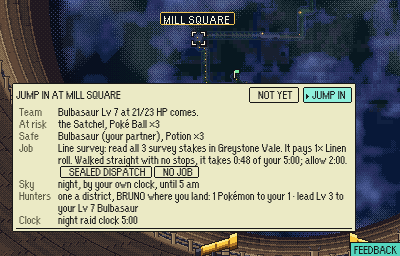 MILL SQUARE
JUMP IN AT MILL SQUARE
NOT YET
JUMP IN
Team Bulbasaur Lv 7 at 21/23 HP comes.
At risk the Satchel, Poké Ball ×3
Safe Bulbasaur (your partner), Potion ×3
Job Line survey: read all 3 survey stakes in Greystone Vale. It pays 1× Linen
roll. Walked straight with no stops, it takes 0:48 of your 5:00; allow 2:00.
SEALED DISPATCH NO JOB
Sky night, by your own clock, until 5 am
Hunters one a district, BRUNO where you land: 1 Pokémon to your 1 · lead Lv 3 to
your Lv 7 Bulbasaur
Clock night raid clock 5:00
FEEDBACK